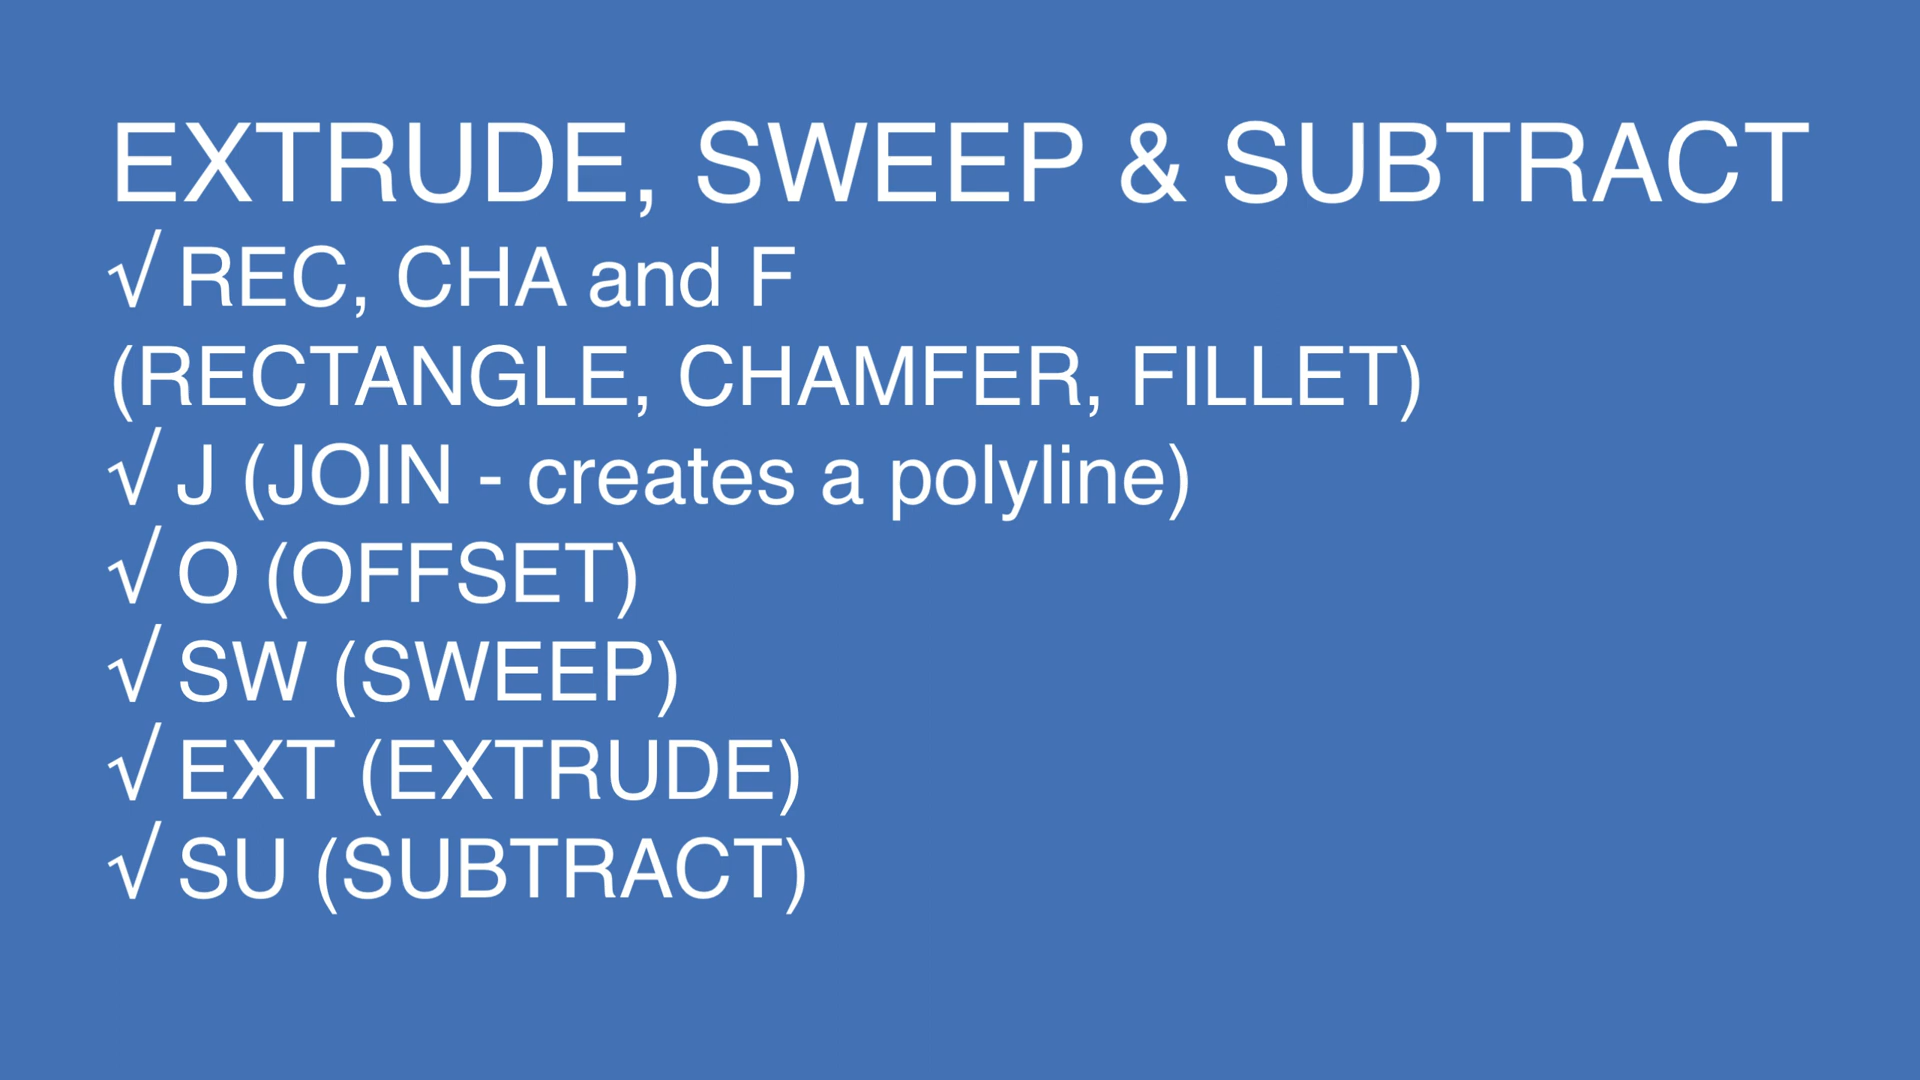 EXTRUDE, SWEEP & SUBTRACT
√ REC, CHA and F
(RECTANGLE, CHAMFER, FILLET)
√ J (JOIN - creates a polyline)
√ O (OFFSET)
√ SW (SWEEP)
√ EXT (EXTRUDE)
√ SU (SUBTRACT)